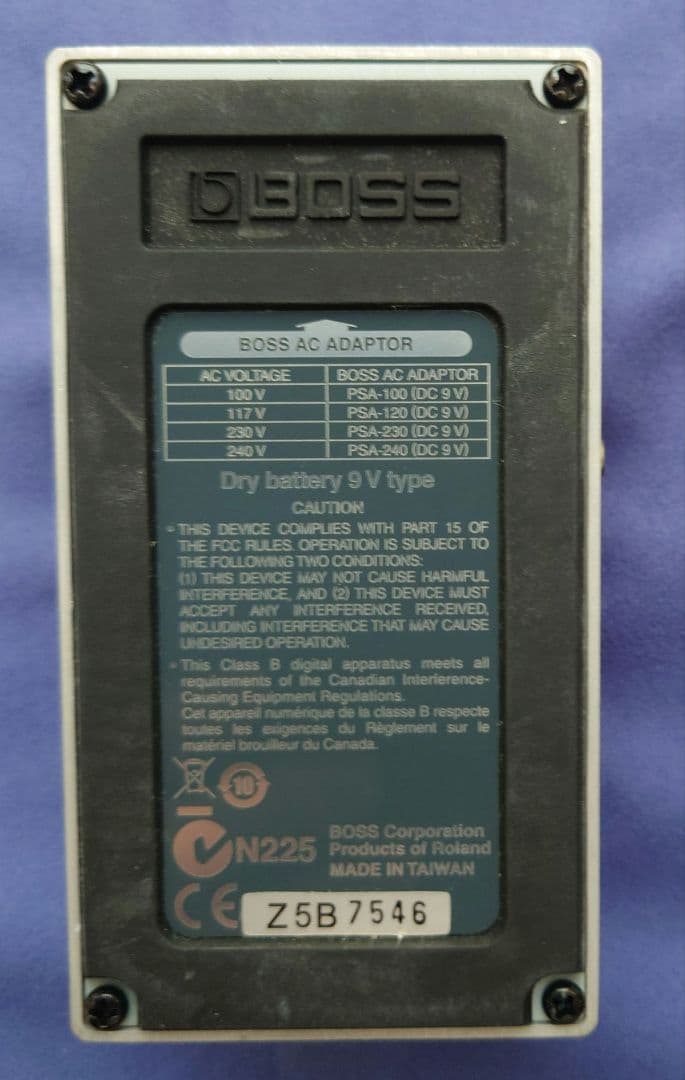 BOSS
BOSS AC ADAPTOR
AC VOLTAGE BOSS AC ADAPTOR
100 V PSA-100 (DC 9 V)
117 V PSA-120 (DC 9 V)
230 V PSA-230 (DC 9 V)
240 V PSA-240 (DC 9 V)
Dry battery 9 V type
CAUTION
• THIS DEVICE COMPLIES WITH PART 15 OF
THE FCC RULES. OPERATION IS SUBJECT TO
THE FOLLOWING TWO CONDITIONS:
(1) THIS DEVICE MAY NOT CAUSE HARMFUL
INTERFERENCE, AND (2) THIS DEVICE MUST
ACCEPT ANY INTERFERENCE RECEIVED,
INCLUDING INTERFERENCE THAT MAY CAUSE
UNDESIRED OPERATION.
• This Class B digital apparatus meets all
requirements of the Canadian Interference-
Causing Equipment Regulations.
Cet appareil numérique de la classe B respecte
toutes les exigences du Règlement sur le
matériel brouilleur du Canada.
10
N225
BOSS Corporation
Products of Roland
MADE IN TAIWAN
CE
Z5B7546